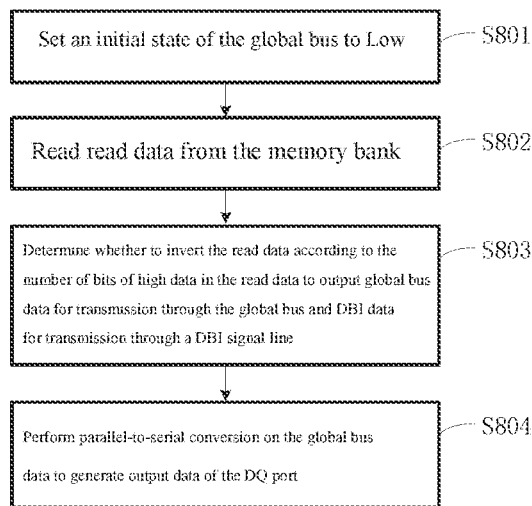 Set an initial state of the global bus to Low
S801
Read read data from the memory bank
S802
Determine whether to invert the read data according to the
number of bits of high data in the read data to output global bus
data for transmission through the global bus and DBI data
for transmission through a DBI signal line
S803
Perform parallel-to-serial conversion on the global bus
data to generate output data of the DQ port
S804